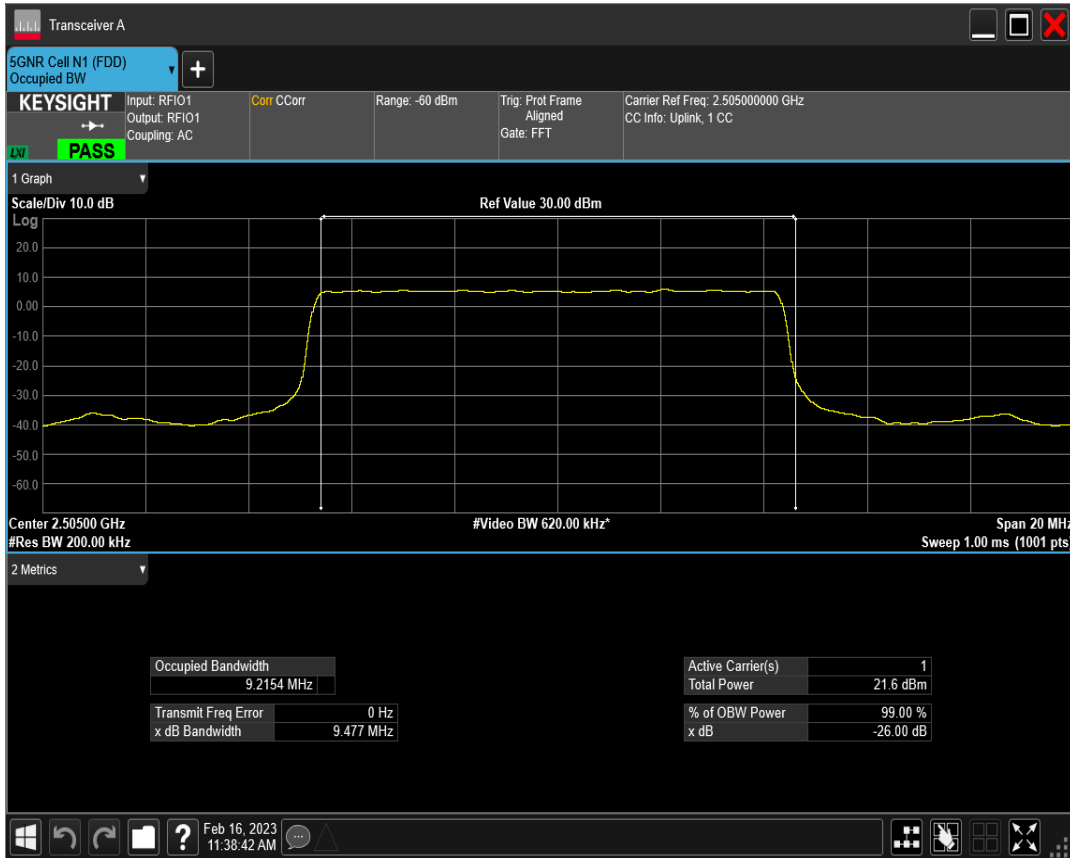 Transceiver A
5GNR Cell N1 (FDD)
Occupied BW
+
KEYSIGHT
LXI
PASS
Input: RFIO1
Output: RFIO1
Coupling: AC
Corr CCorr
Range: -60 dBm
Trig: Prot Frame
Aligned
Gate: FFT
Carrier Ref Freq: 2.505000000 GHz
CC Info: Uplink, 1 CC
1 Graph
Scale/Div 10.0 dB
Ref Value 30.00 dBm
Log
20.0
10.0
0.00
-10.0
-20.0
-30.0
-40.0
-50.0
-60.0
Center 2.50500 GHz
#Video BW 620.00 kHz*
Span 20 MHz
#Res BW 200.00 kHz
Sweep 1.00 ms (1001 pts)
2 Metrics
Occupied Bandwidth
9.2154 MHz
Transmit Freq Error 0 Hz
x dB Bandwidth 9.477 MHz
Active Carrier(s) 1
Total Power 21.6 dBm
% of OBW Power 99.00 %
x dB -26.00 dB
?
Feb 16, 2023
11:38:42 AM